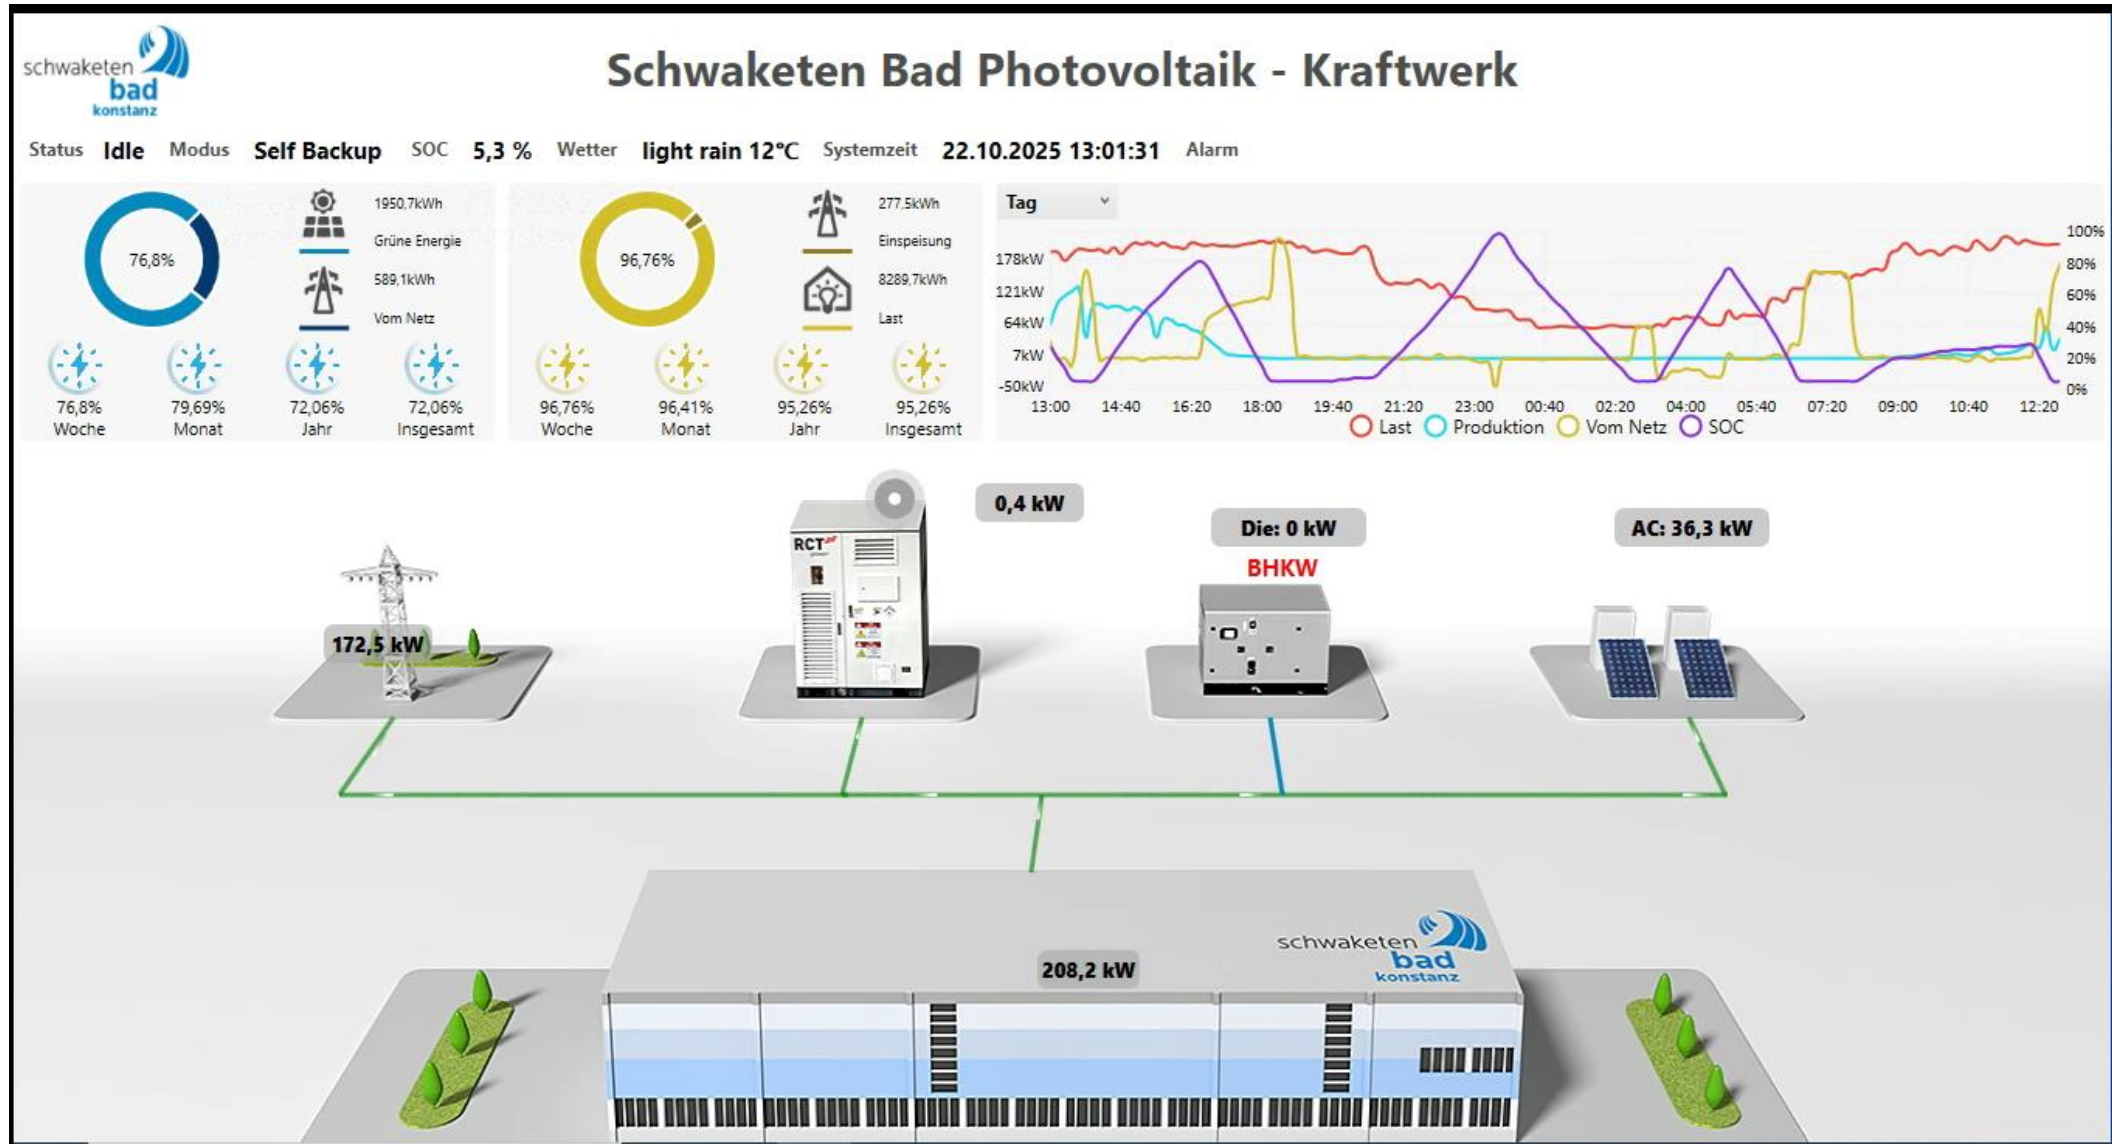 schwaketen
bad
konstanz
Schwaketen Bad Photovoltaik - Kraftwerk
Status Idle Modus Self Backup SOC 5,3 % Wetter light rain 12°C Systemzeit 22.10.2025 13:01:31 Alarm
76,8%
1950,7kWh
Grüne Energie
589,1kWh
Vom Netz
76,8% 79,69% 72,06% 72,06%
Woche Monat Jahr Insgesamt
96,76%
277,5kWh
Einspeisung
8289,7kWh
Last
96,76% 96,41% 95,26% 95,26%
Woche Monat Jahr Insgesamt
Tag
178kW
121kW
64kW
7kW
-50kW
100%
80%
60%
40%
20%
0%
13:00 14:40 16:20 18:00 19:40 21:20 23:00 00:40 02:20 04:00 05:40 07:20 09:00 10:40 12:20
Last Produktion Vom Netz SOC
0,4 kW
Die: 0 kW
AC: 36,3 kW
RCT
power
BHKW
172,5 kW
schwaketen
bad
konstanz
208,2 kW